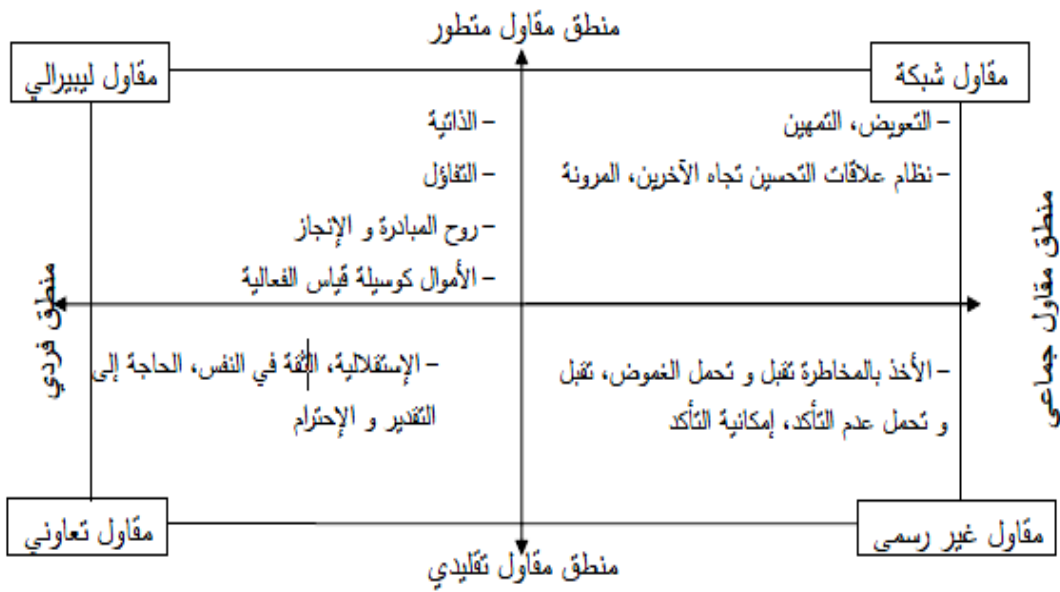 منطق مقاول متطور
مقاول شبكة
مقاول ليبيرالي
– التعويض، التمهين
– نظام علاقات التحسين تجاه الآخرين، المرونة
– الذاتية
– التفاؤل
– روح المبادرة و الإنجاز
– الأموال كوسيلة قياس الفعالية
منطق مقاول جماعي
منطق فردي
– الأخذ بالمخاطرة تقبل و تحمل الغموض، تقبل
و تحمل عدم التأكد، إمكانية التأكد
– الإستقلالية، الثقة في النفس، الحاجة إلى
التقدير و الإحترام
مقاول غير رسمي
مقاول تعاوني
منطق مقاول تقليدي